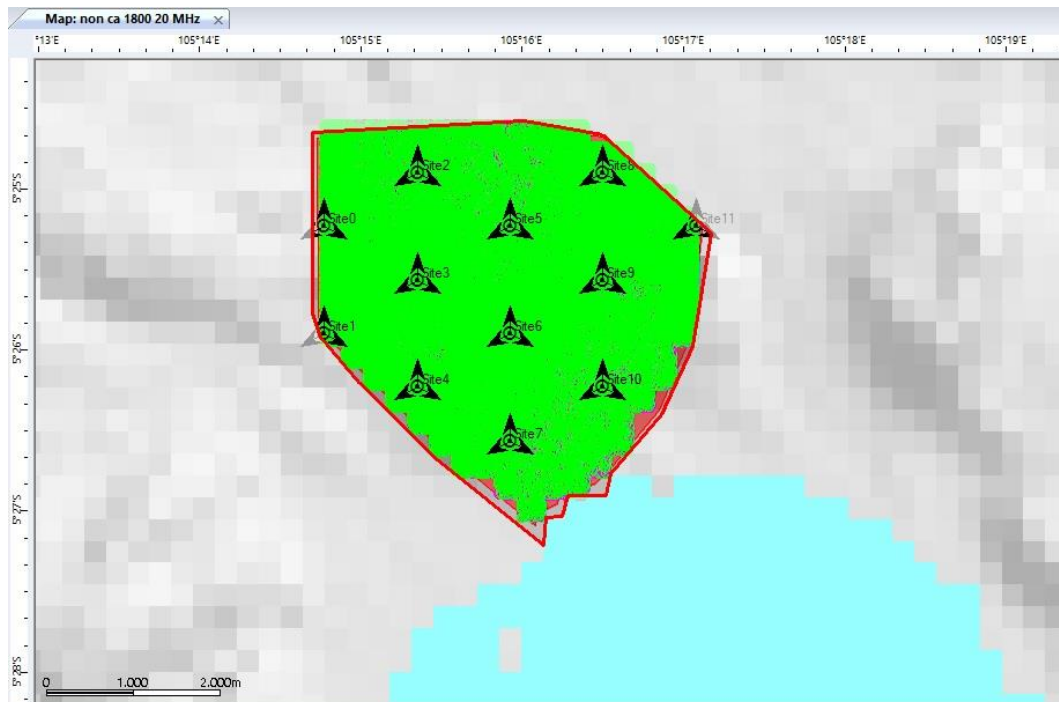 Map: non ca 1800 20 MHz
°13'E 105°14'E 105°15'E 105°16'E 105°17'E 105°18'E 105°19'E
Site2 Site8
5°25'S
Site0 Site5 Site11
Site3 Site9
Site1 Site6
5°26'S
Site4 Site10
Site7
5°27'S
5°28'S
0 1.000 2.000m